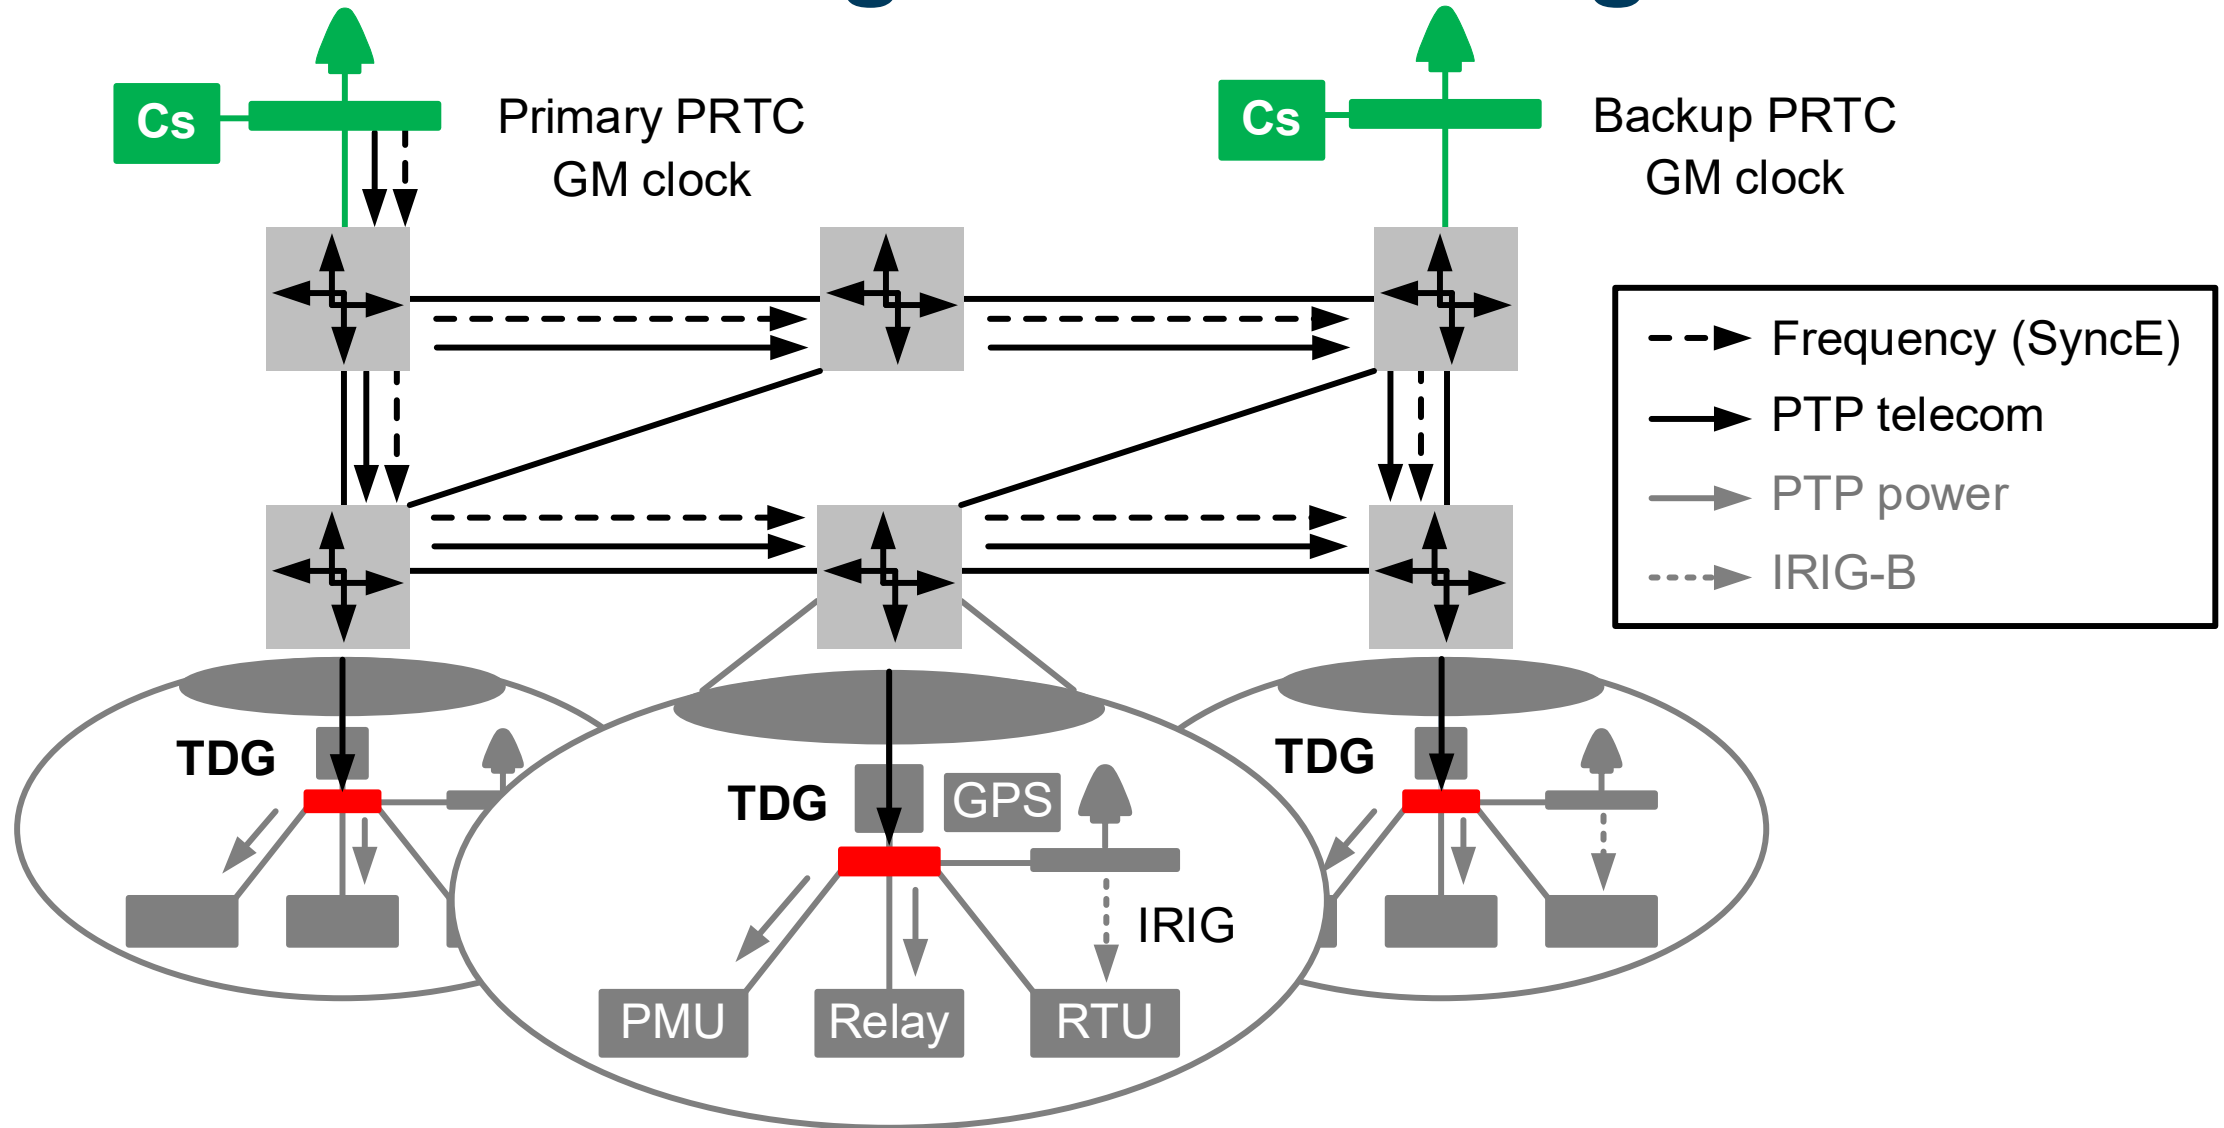 Cs
Primary PRTC
GM clock
Cs
Backup PRTC
GM clock
Frequency (SyncE)
PTP telecom
PTP power
IRIG-B
TDG
TDG
GPS
TDG
IRIG
PMU
Relay
RTU